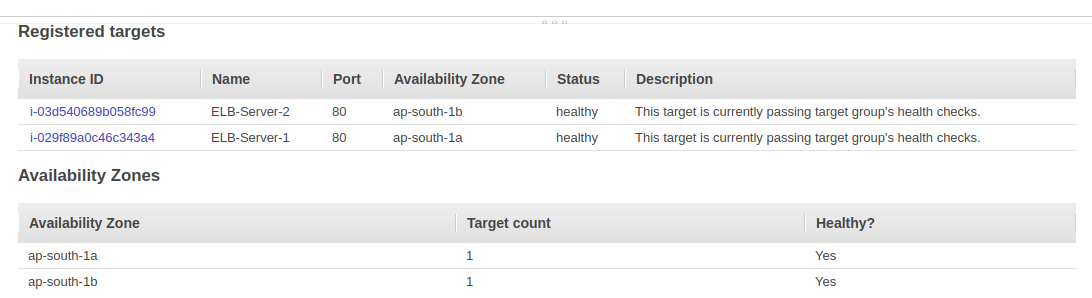 Registered targets
Instance ID Name Port Availability Zone Status Description
i-03d540689b058fc99 ELB-Server-2 80 ap-south-1b healthy This target is currently passing target group's health checks.
i-029f89a0c46c343a4 ELB-Server-1 80 ap-south-1a healthy This target is currently passing target group's health checks.
Availability Zones
Availability Zone Target count Healthy?
ap-south-1a 1 Yes
ap-south-1b 1 Yes